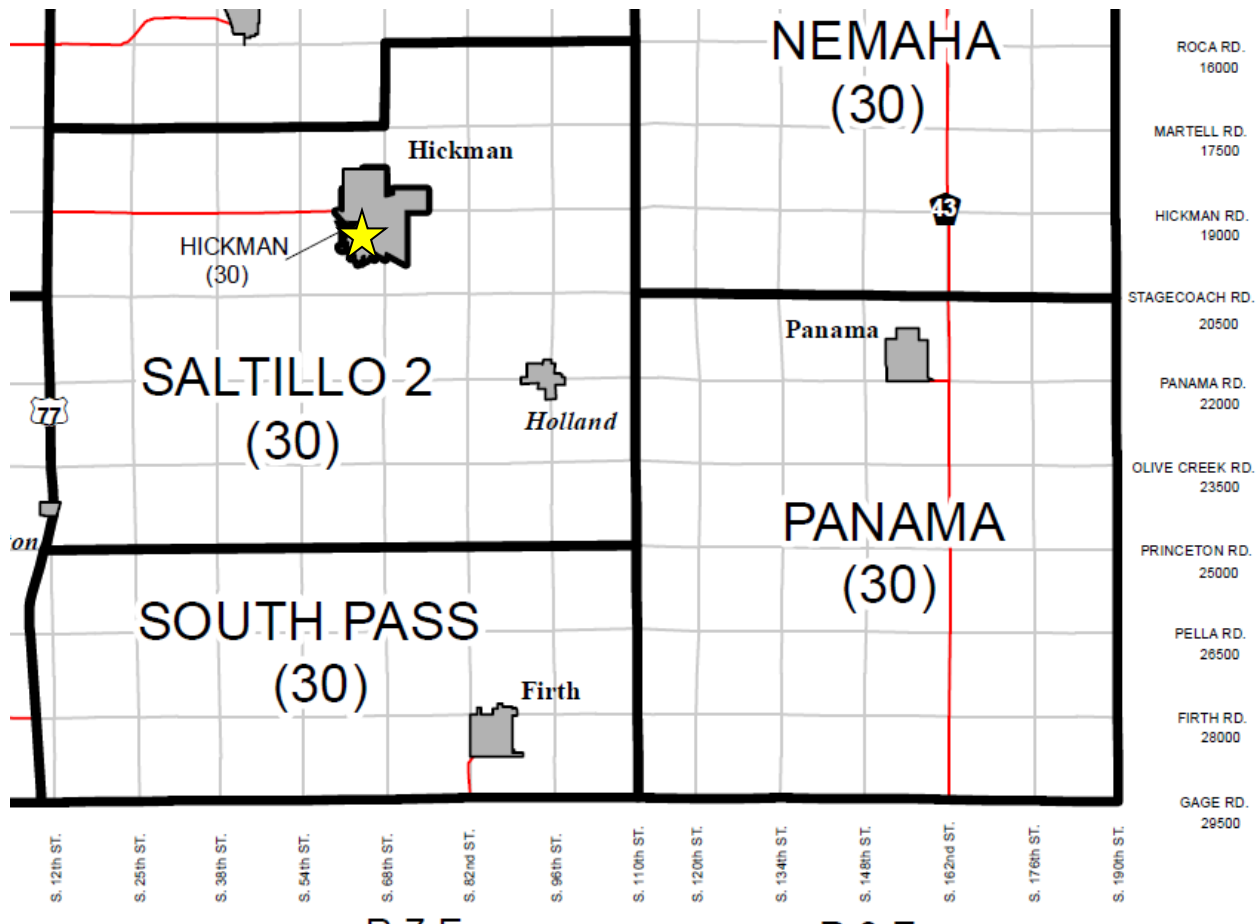 NEMAHA
(30)
ROCA RD.
16000
MARTELL RD.
17500
Hickman
43
HICKMAN RD.
19000
HICKMAN
(30)
STAGECOACH RD.
20500
Panama
SALTILLO 2
(30)
PANAMA RD.
22000
77
Holland
OLIVE CREEK RD.
23500
PANAMA
(30)
on
PRINCETON RD.
25000
SOUTH PASS
(30)
PELLA RD.
26500
Firth
FIRTH RD.
28000
GAGE RD.
29500
S. 12th ST.
S. 25th ST.
S. 38th ST.
S. 54th ST.
S. 68th ST.
S. 82nd ST.
S. 96th ST.
S. 110th ST.
S. 120th ST.
S. 134th ST.
S. 148th ST.
S. 162nd ST.
S. 176th ST.
S. 190th ST.